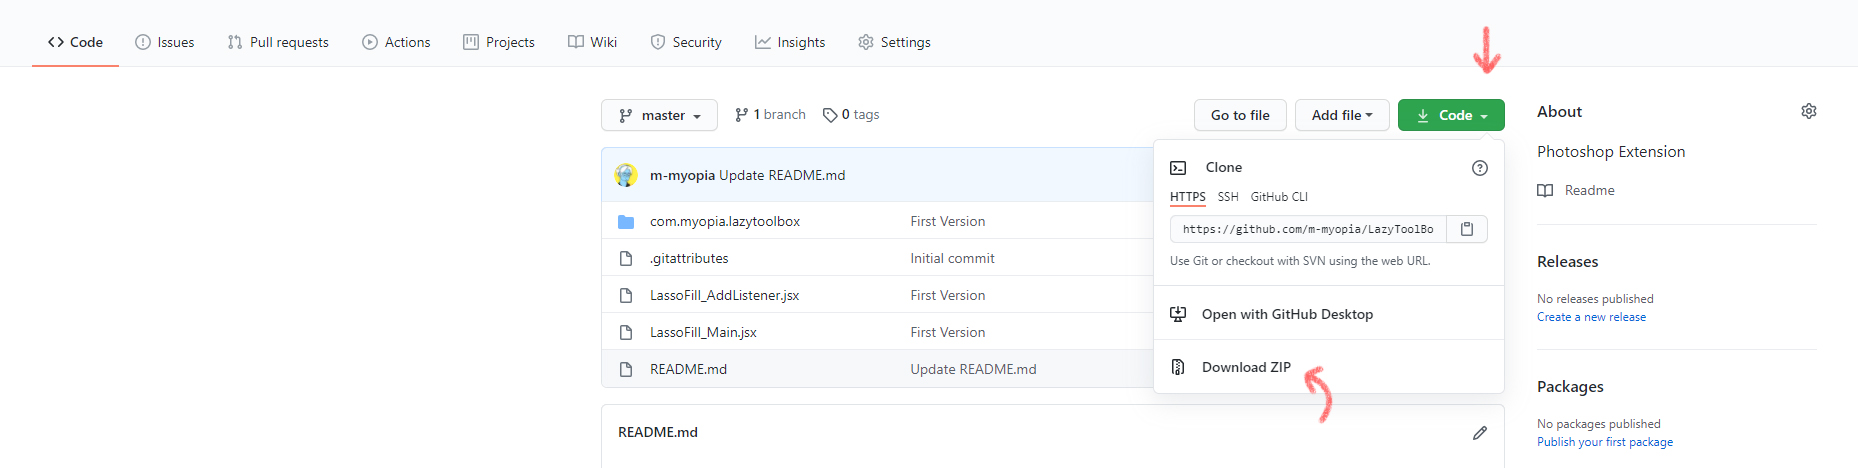 Code Issues Pull requests Actions Projects Wiki Security Insights Settings
master 1 branch 0 tags Go to file Add file Code
m-myopia Update README.md
com.myopia.lazytoolbox First Version
.gitattributes Initial commit
LassoFill_AddListener.jsx First Version
LassoFill_Main.jsx First Version
README.md Update README.md
README.md
Clone
HTTPS SSH GitHub CLI
https://github.com/m-myopia/LazyToolBo
Use Git or checkout with SVN using the web URL.
Open with GitHub Desktop
Download ZIP
About
Photoshop Extension
Readme
Releases
No releases published
Create a new release
Packages
No packages published
Publish your first package